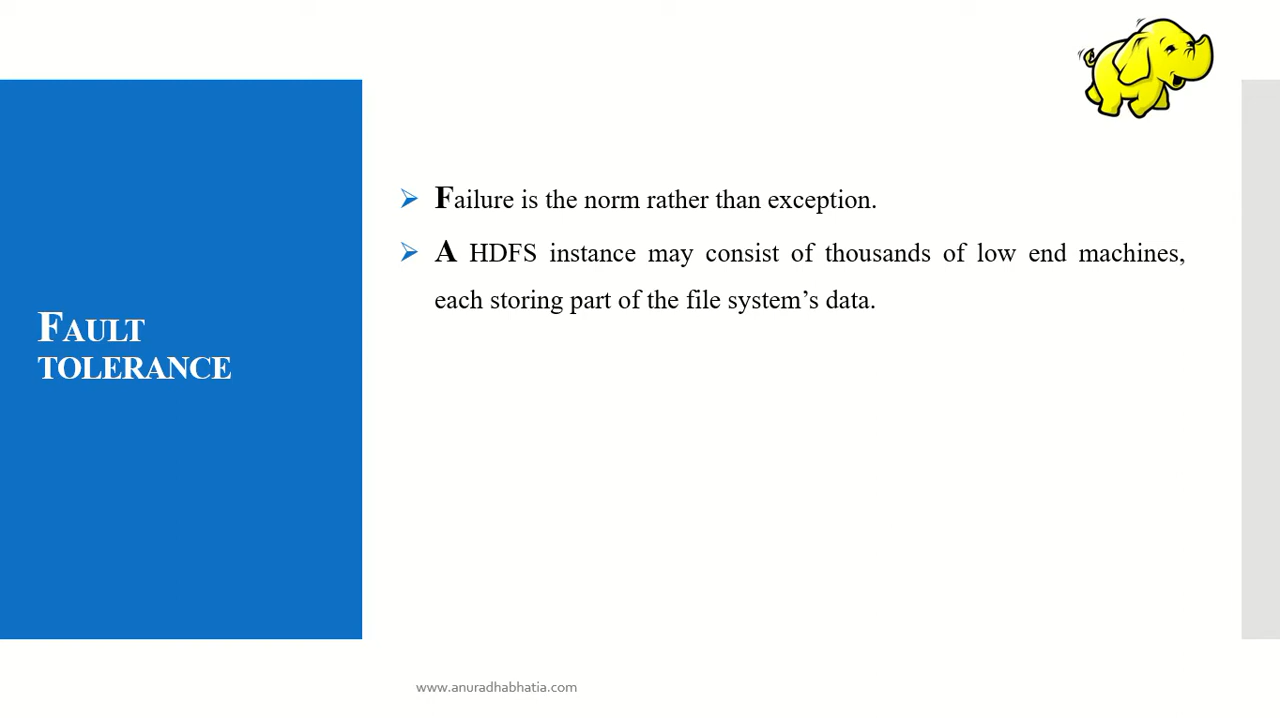 FAULT
TOLERANCE
Failure is the norm rather than exception.
A HDFS instance may consist of thousands of low end machines,
each storing part of the file system’s data.
www.anuradhabhatia.com